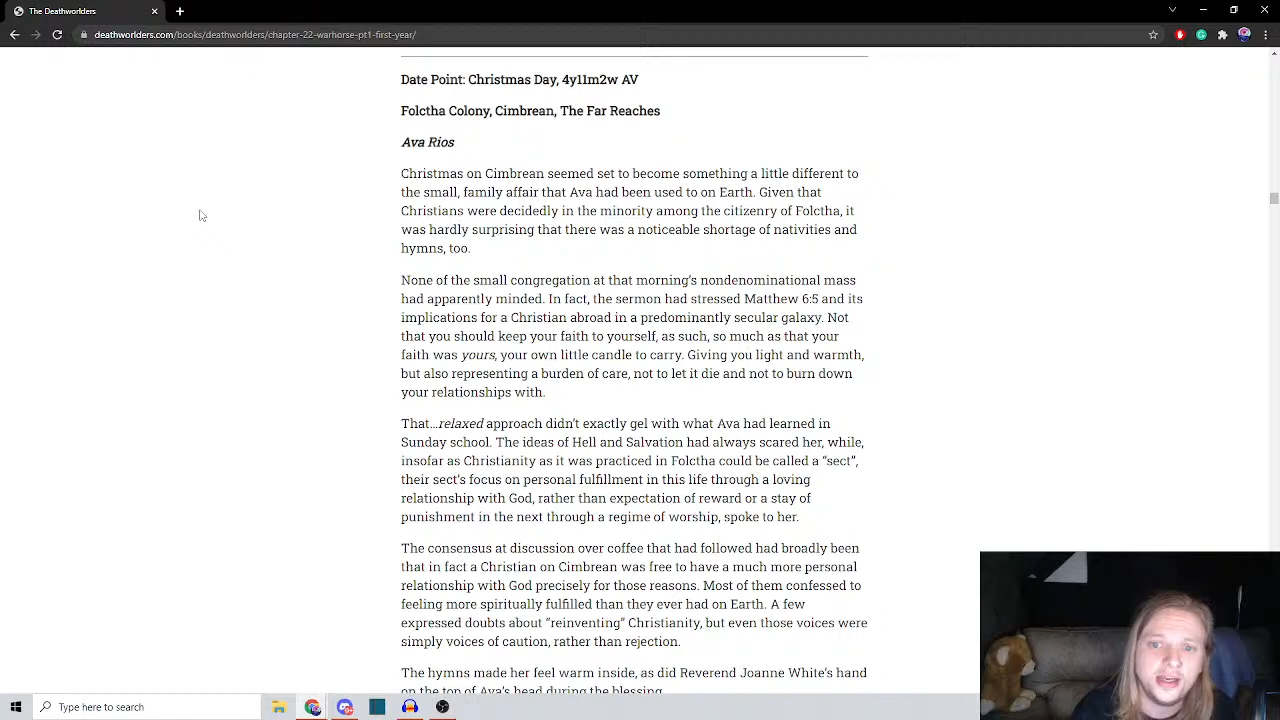 The Deathworlders
deathworlders.com/books/deathworlders/chapter-22-warhorse-pt1-first-year/
Date Point: Christmas Day, 4y11m2w AV
Folctha Colony, Cimbrean, The Far Reaches
Ava Rios
Christmas on Cimbrean seemed set to become something a little different to
the small, family affair that Ava had been used to on Earth. Given that
Christians were decidedly in the minority among the citizenry of Folctha, it
was hardly surprising that there was a noticeable shortage of nativities and
hymns, too.
None of the small congregation at that morning’s nondenominational mass
had apparently minded. In fact, the sermon had stressed Matthew 6:5 and its
implications for a Christian abroad in a predominantly secular galaxy. Not
that you should keep your faith to yourself, as such, so much as that your
faith was yours, your own little candle to carry. Giving you light and warmth,
but also representing a burden of care, not to let it die and not to burn down
your relationships with.
That…relaxed approach didn’t exactly gel with what Ava had learned in
Sunday school. The ideas of Hell and Salvation had always scared her, while,
insofar as Christianity as it was practiced in Folctha could be called a “sect”,
their sect’s focus on personal fulfillment in this life through a loving
relationship with God, rather than expectation of reward or a stay of
punishment in the next through a regime of worship, spoke to her.
The consensus at discussion over coffee that had followed had broadly been
that in fact a Christian on Cimbrean was free to have a much more personal
relationship with God precisely for those reasons. Most of them confessed to
feeling more spiritually fulfilled than they ever had on Earth. A few
expressed doubts about “reinventing” Christianity, but even those voices were
simply voices of caution, rather than rejection.
The hymns made her feel warm inside, as did Reverend Joanne White’s hand
on the top of Ava’s head during the blessing.
Type here to search